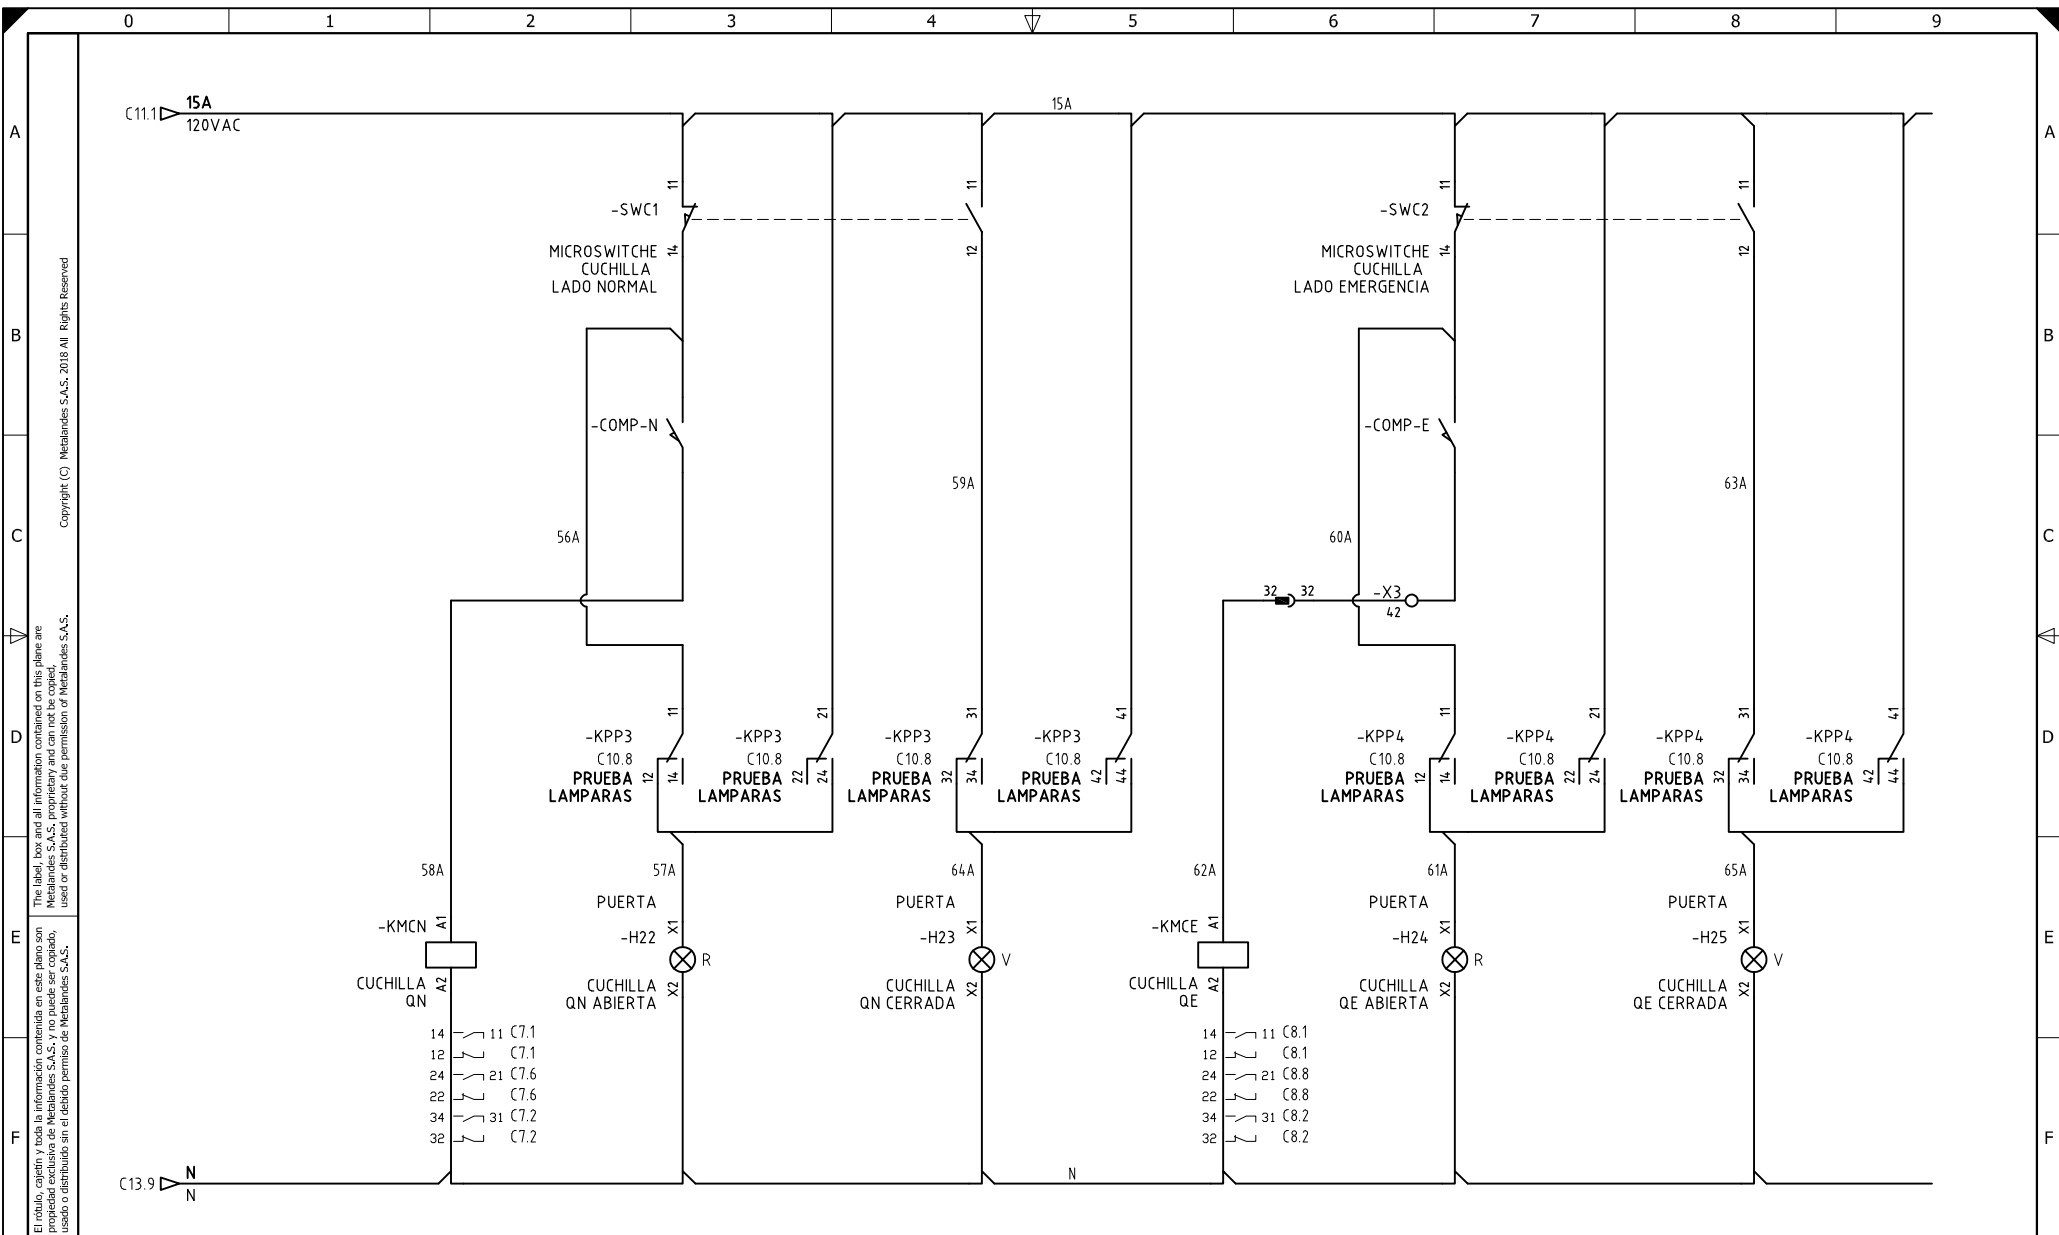 0 1 2 3 4 5 6 7 8 9
A A
B B
C C
D D
E E
F F
Copyright (C) Metalandes S.A.S. 2018 All Rights Reserved
The label, box and all information contained on this plane are
Metalandes S.A.S. proprietary and can not be copied,
used or distributed without due permission of Metalandes S.A.S.
El rótulo, cajetín y toda la información contenida en este plano son
propiedad exclusiva de Metalandes S.A.S. y no puede ser copiado,
usado o distribuido sin el debido permiso de Metalandes S.A.S.
C11.1
15A
120VAC
15A
11
-SWC1
14
MICROSWITCHE
CUCHILLA
LADO NORMAL
11
12
11
-SWC2
14
MICROSWITCHE
CUCHILLA
LADO EMERGENCIA
11
12
-COMP-N
-COMP-E
59A
63A
56A
60A
32 32
-X3
42
11
-KPP3
C10.8
PRUEBA
LAMPARAS
12 14
21
-KPP3
C10.8
PRUEBA
LAMPARAS
22 24
31
-KPP3
C10.8
PRUEBA
LAMPARAS
32 34
41
-KPP3
C10.8
PRUEBA
LAMPARAS
42 44
11
-KPP4
C10.8
PRUEBA
LAMPARAS
12 14
21
-KPP4
C10.8
PRUEBA
LAMPARAS
22 24
31
-KPP4
C10.8
PRUEBA
LAMPARAS
32 34
41
-KPP4
C10.8
PRUEBA
LAMPARAS
42 44
58A
-KMCN
A1
A2
CUCHILLA
QN
57A
PUERTA
X1
-H22
R
CUCHILLA
QN ABIERTA
X2
64A
PUERTA
X1
-H23
V
CUCHILLA
QN CERRADA
X2
62A
-KMCE
A1
A2
CUCHILLA
QE
61A
PUERTA
X1
-H24
R
CUCHILLA
QE ABIERTA
X2
65A
PUERTA
X1
-H25
V
CUCHILLA
QE CERRADA
X2
14 11 C7.1
12 C7.1
24 21 C7.6
22 C7.6
34 31 C7.2
32 C7.2
14 11 C8.1
12 C8.1
24 21 C8.8
22 C8.8
34 31 C8.2
32 C8.2
C13.9
N
N
N